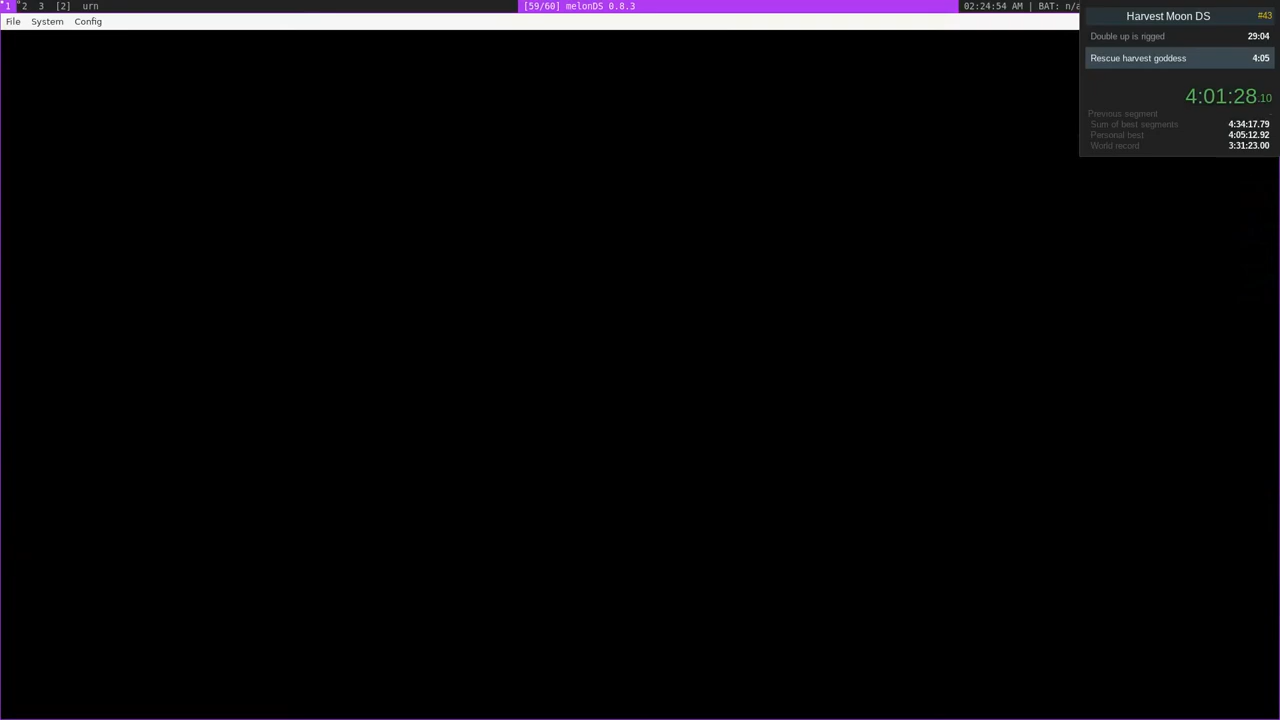 1 2 3 [2] urn [59/60] melonDS 0.8.3 02:24:54 AM | BAT: n/a
File System Config
Harvest Moon DS #43
Double up is rigged 29:04
Rescue harvest goddess 4:05
4:01:28.10
Previous segment -
Sum of best segments 4:34:17.79
Personal best 4:05:12.92
World record 3:31:23.00